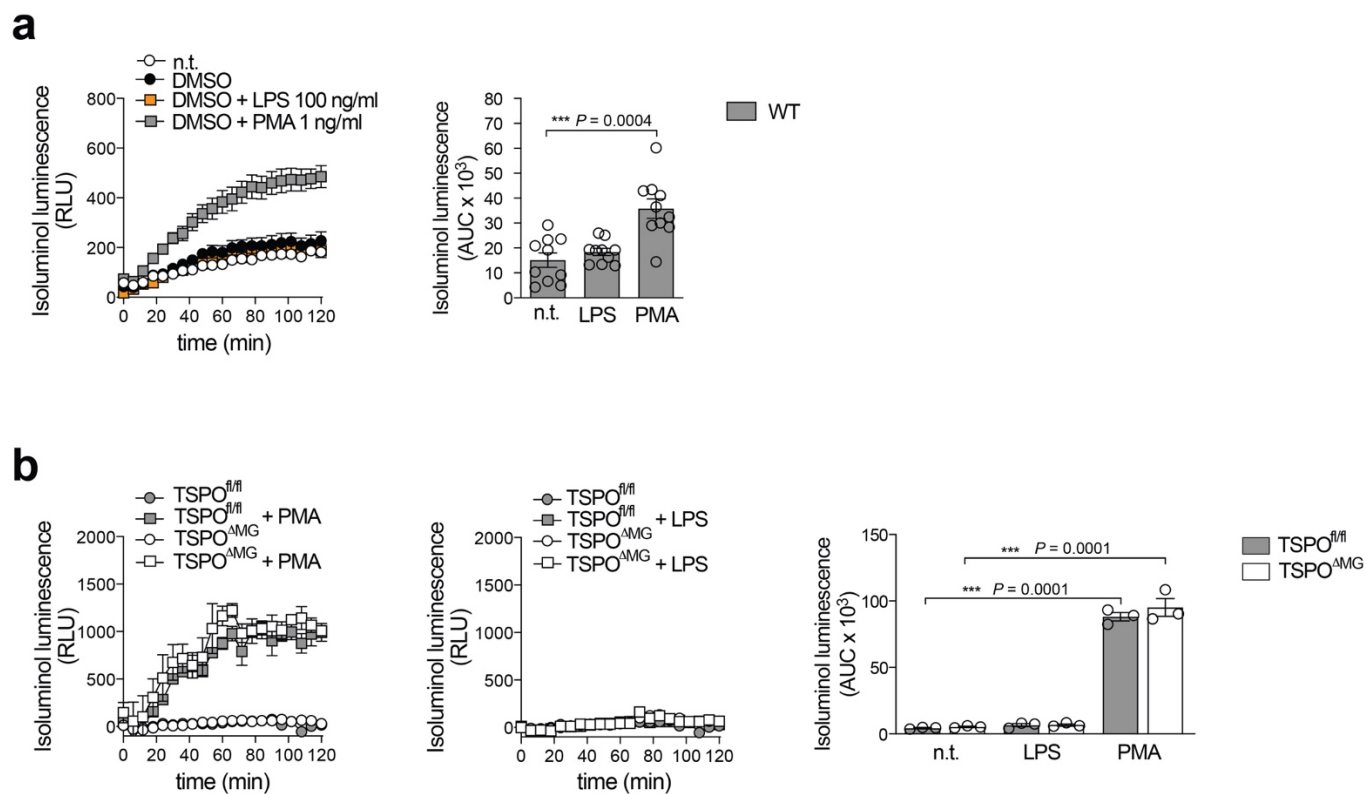 a
n.t.
DMSO
DMSO + LPS 100 ng/ml
DMSO + PMA 1 ng/ml
Isoluminol luminescence
(RLU)
800
600
400
200
0
0 20 40 60 80 100 120
time (min)
Isoluminol luminescence
(AUC x 10³)
80
70
60
50
40
30
20
10
0
*** P = 0.0004
n.t. LPS PMA
WT
b
TSPO^fl/fl
TSPO^fl/fl + PMA
TSPO^ΔMG
TSPO^ΔMG + PMA
Isoluminol luminescence
(RLU)
2000
1500
1000
500
0
0 20 40 60 80 100 120
time (min)
TSPO^fl/fl
TSPO^fl/fl + LPS
TSPO^ΔMG
TSPO^ΔMG + LPS
Isoluminol luminescence
(RLU)
2000
1500
1000
500
0
0 20 40 60 80 100 120
time (min)
Isoluminol luminescence
(AUC x 10³)
150
100
50
0
*** P = 0.0001
*** P = 0.0001
n.t. LPS PMA
TSPO^fl/fl
TSPO^ΔMG